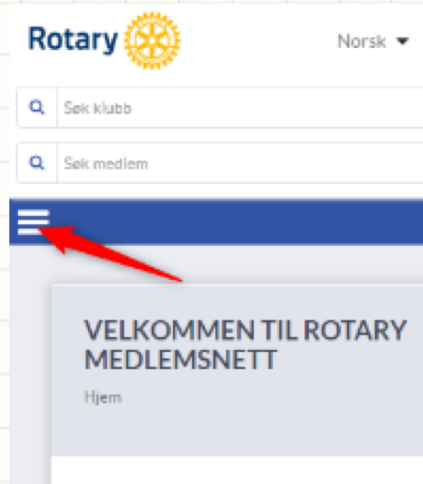 Rotary
Norsk
Søk klubb
Søk medlem
VELKOMMEN TIL ROTARY
MEDLEMSNETT
Hjem